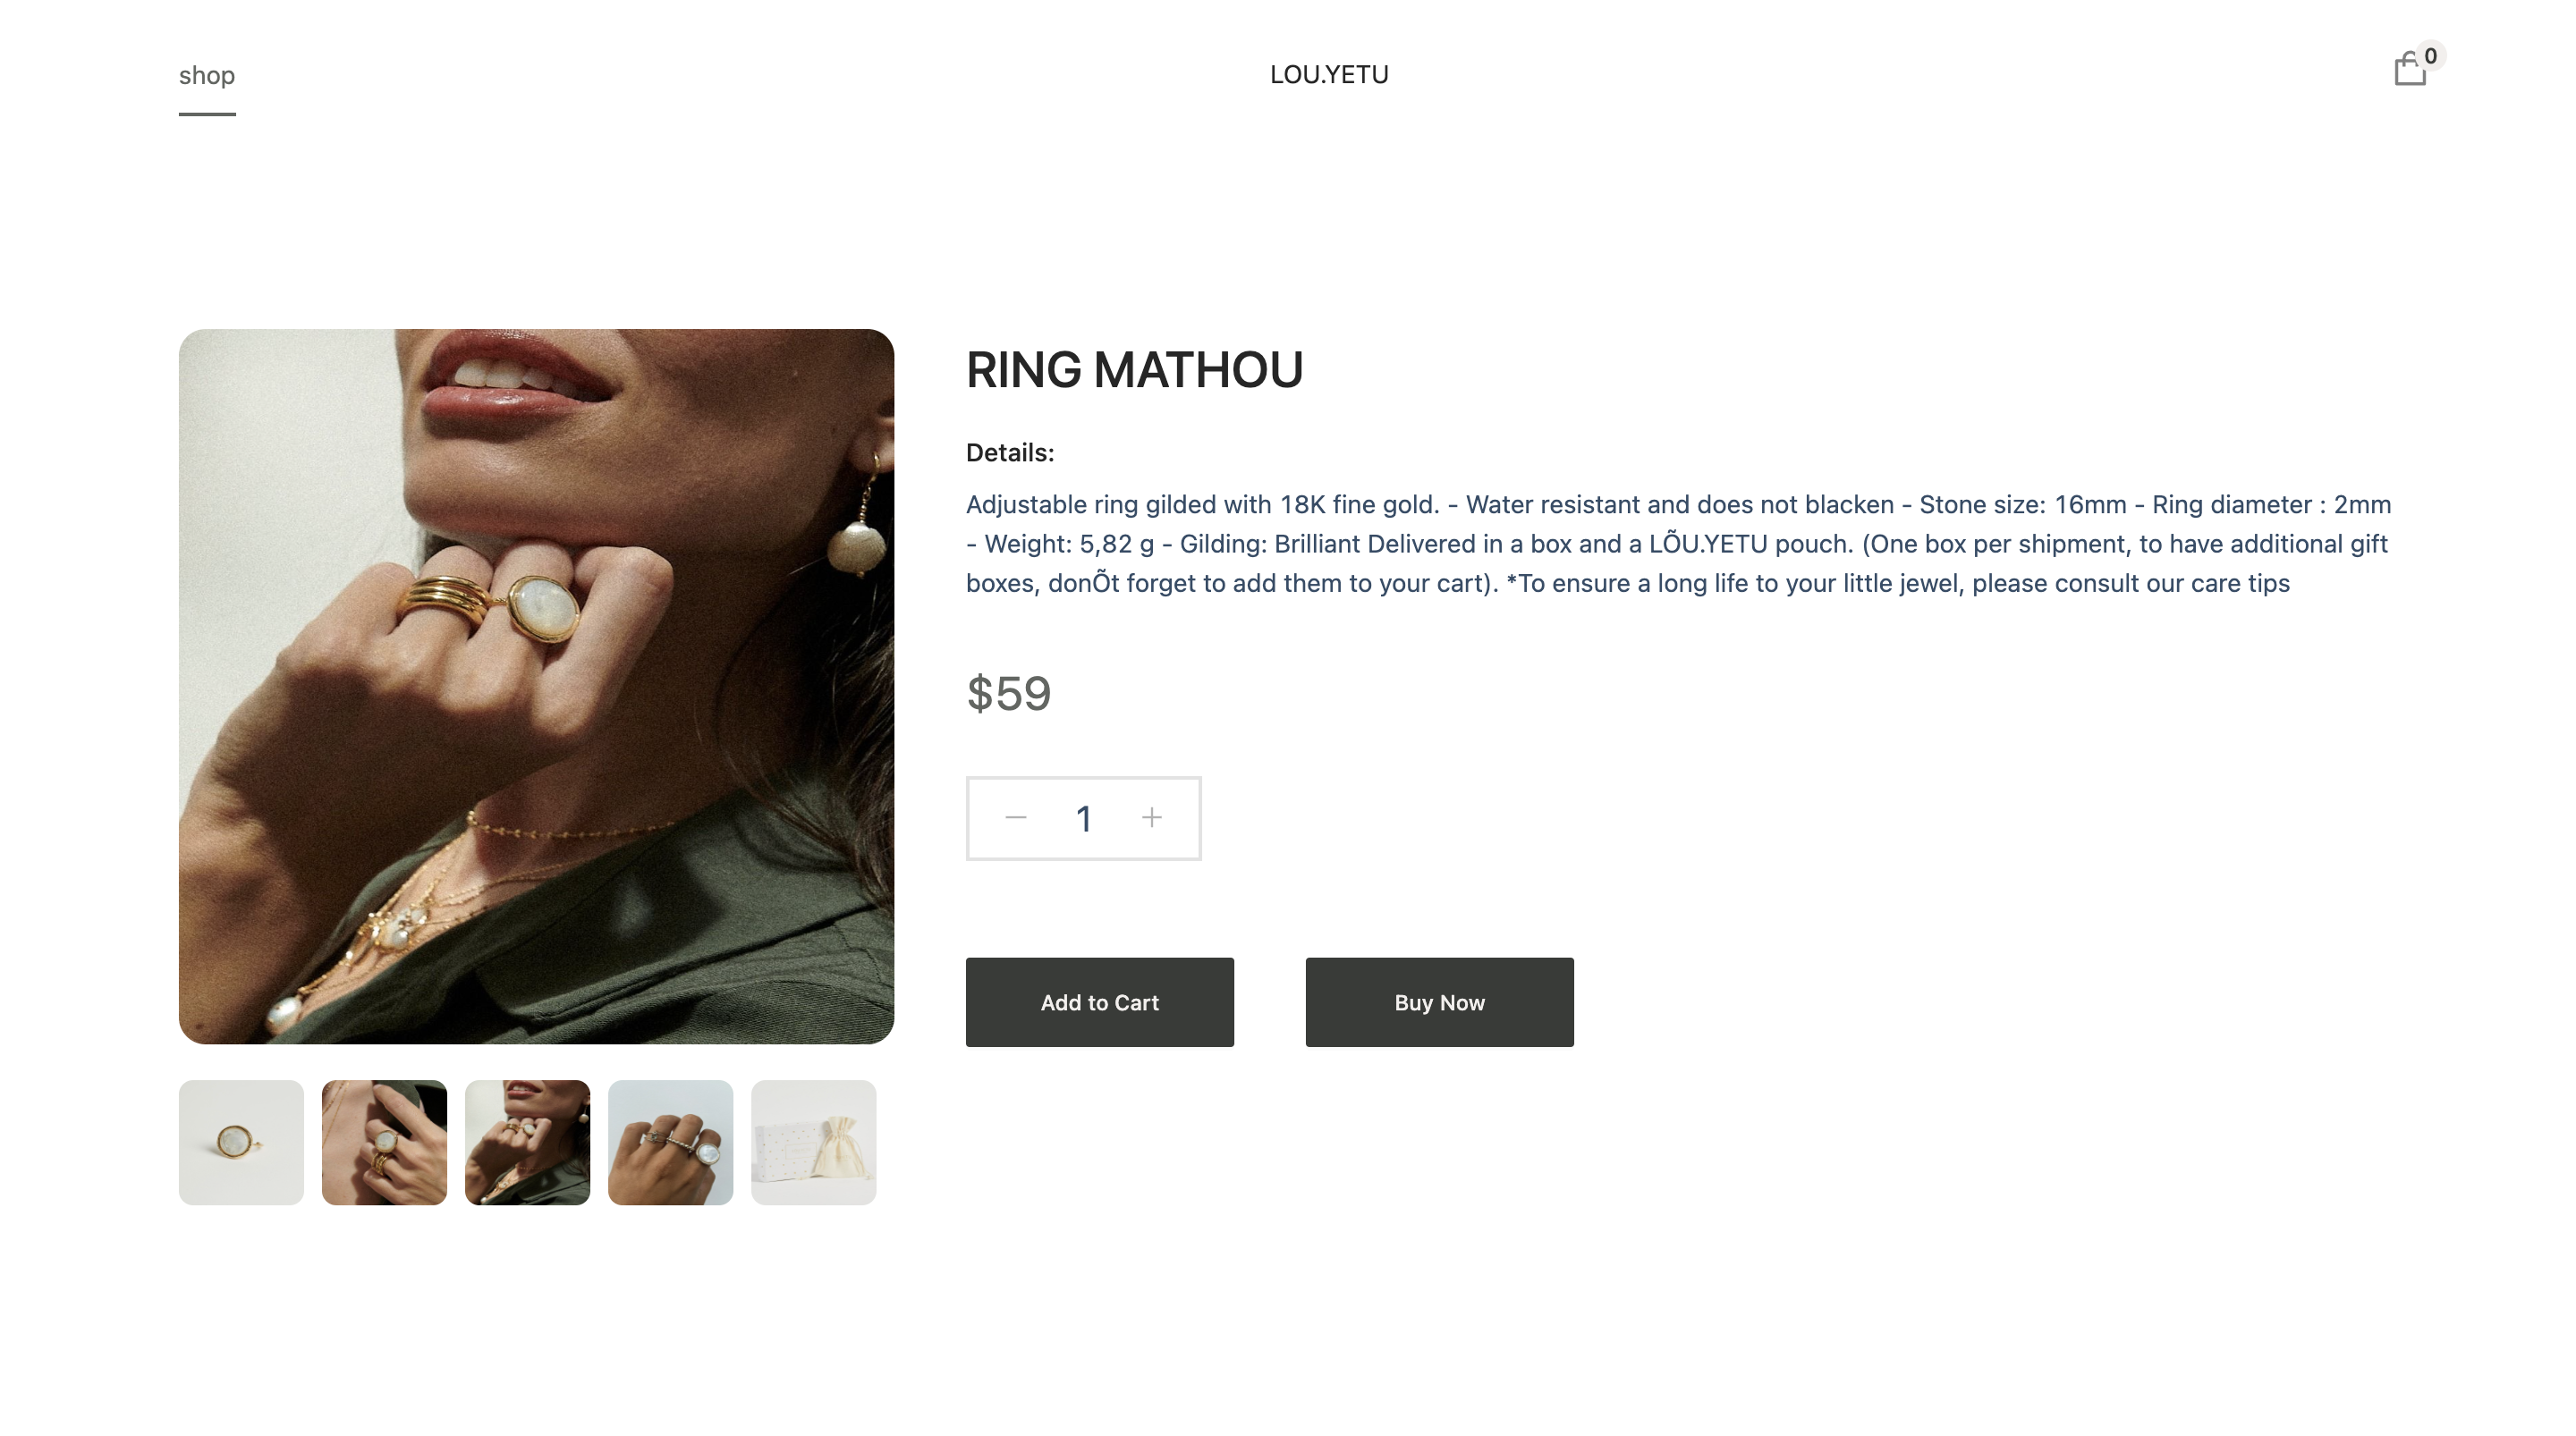 shop
LOU.YETU
0
RING MATHOU
Details:
Adjustable ring gilded with 18K fine gold. - Water resistant and does not blacken - Stone size: 16mm - Ring diameter : 2mm
- Weight: 5,82 g - Gilding: Brilliant Delivered in a box and a LÕU.YETU pouch. (One box per shipment, to have additional gift
boxes, donÕt forget to add them to your cart). *To ensure a long life to your little jewel, please consult our care tips
$59
1
Add to Cart
Buy Now